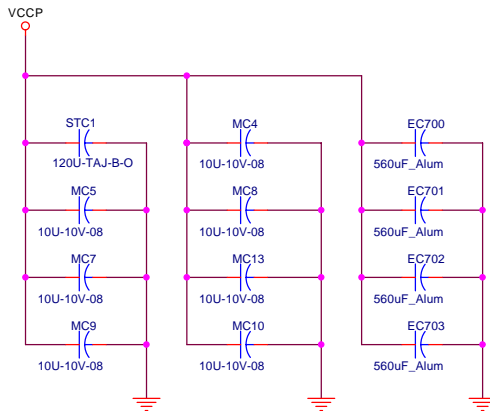 VCCP
STC1
120U-TAJ-B-O
MC5
10U-10V-08
MC7
10U-10V-08
MC9
10U-10V-08
MC4
10U-10V-08
MC8
10U-10V-08
MC13
10U-10V-08
MC10
10U-10V-08
EC700
560uF_Alum
EC701
560uF_Alum
EC702
560uF_Alum
EC703
560uF_Alum